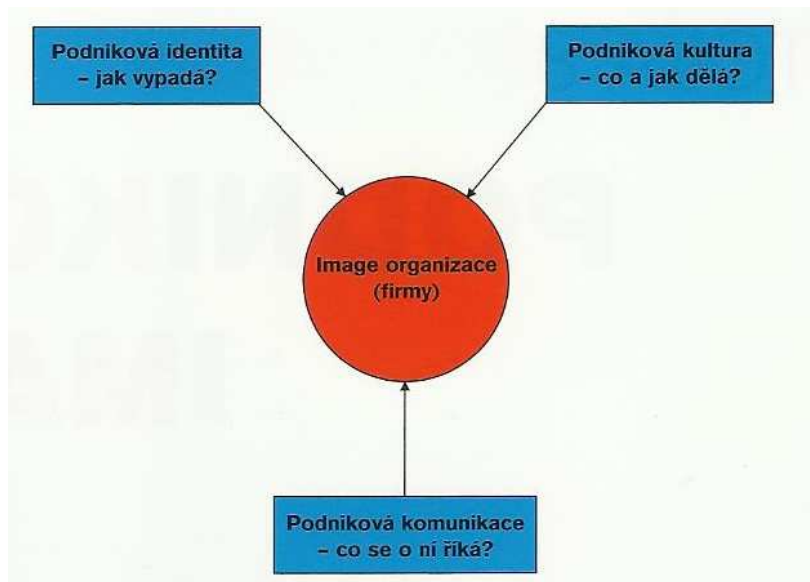 Podniková identita
– jak vypadá?
Podniková kultura
– co a jak dělá?
Image organizace
(firmy)
Podniková komunikace
– co se o ní říká?